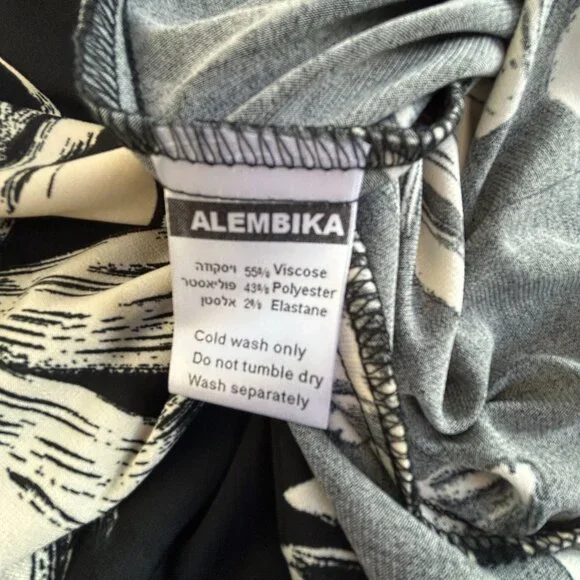 ALEMBIKA
ויסקוזה 55% Viscose
פוליאסטר 43% Polyester
אלסטן 2% Elastane
Cold wash only
Do not tumble dry
Wash separately